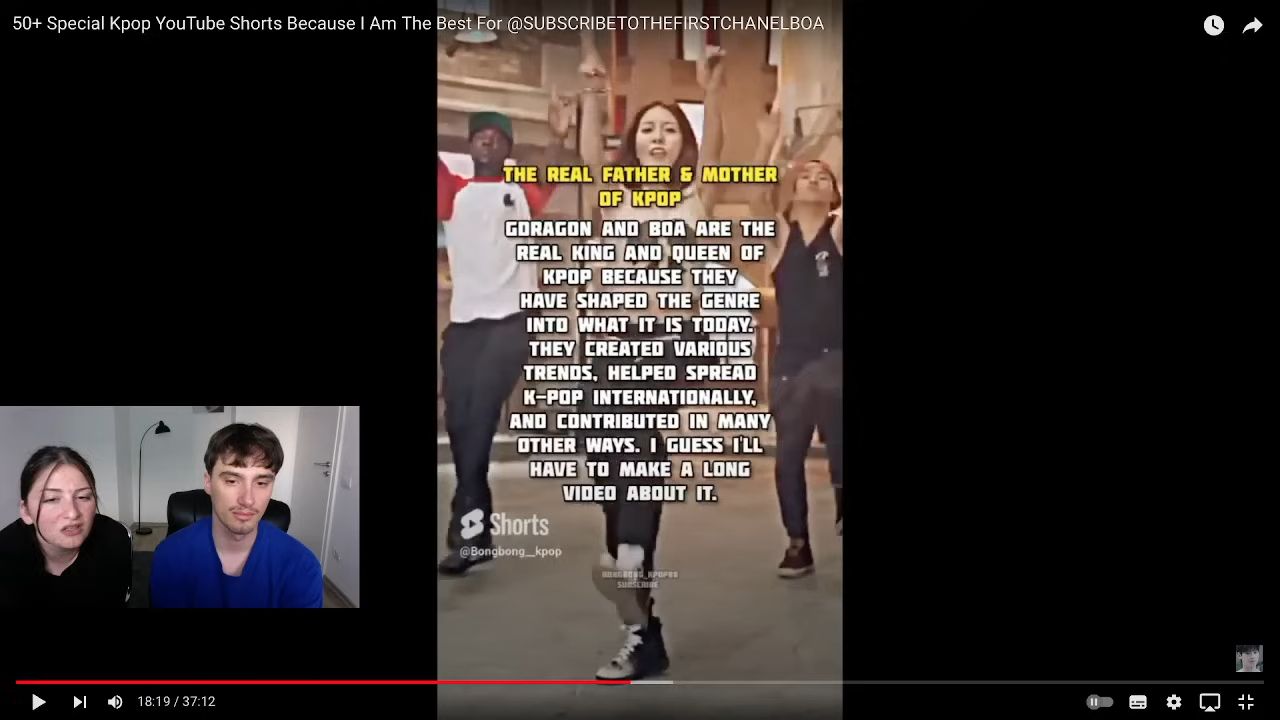 50+ Special Kpop YouTube Shorts Because I Am The Best For @SUBSCRIBETOTHEFIRSTCHANELBOA
THE REAL FATHER & MOTHER
OF KPOP
GDRAGON AND BOA ARE THE
REAL KING AND QUEEN OF
KPOP BECAUSE THEY
HAVE SHAPED THE GENRE
INTO WHAT IT IS TODAY.
THEY CREATED VARIOUS
TRENDS, HELPED SPREAD
K-POP INTERNATIONALLY,
AND CONTRIBUTED IN MANY
OTHER WAYS. I GUESS I'LL
HAVE TO MAKE A LONG
VIDEO ABOUT IT.
Shorts
@Bongbong__kpop
SUBSCRIBE
18:19 / 37:12